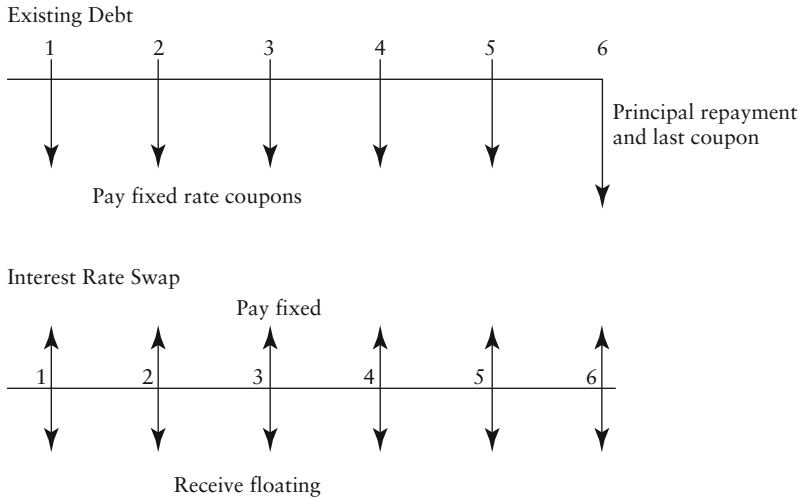 Existing Debt
1 2 3 4 5 6
Principal repayment
and last coupon
Pay fixed rate coupons
Interest Rate Swap
Pay fixed
1 2 3 4 5 6
Receive floating